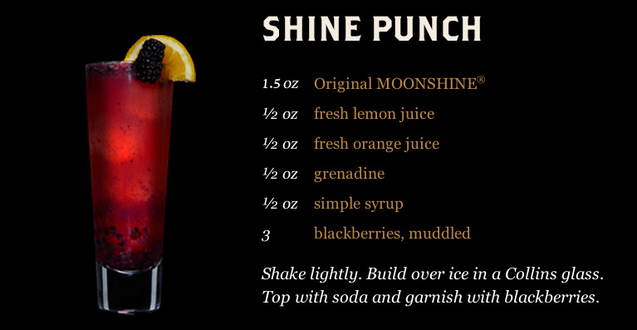 SHINE PUNCH
1.5 oz Original MOONSHINE®
½ oz fresh lemon juice
½ oz fresh orange juice
½ oz grenadine
½ oz simple syrup
3 blackberries, muddled
Shake lightly. Build over ice in a Collins glass.
Top with soda and garnish with blackberries.